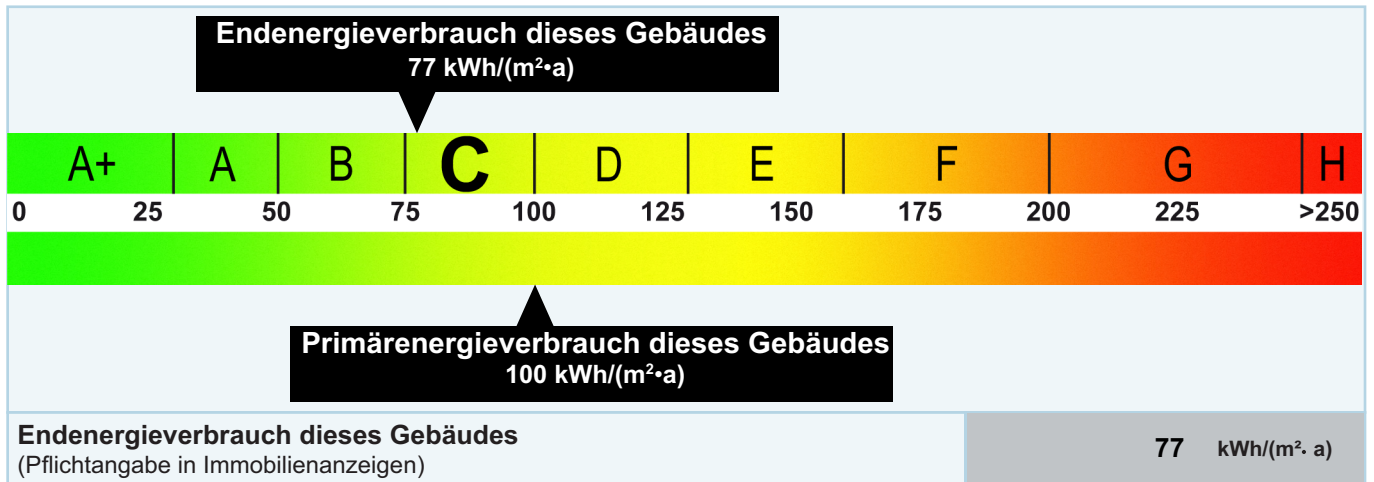 Endenergieverbrauch dieses Gebäudes
77 kWh/(m²•a)
A+ A B C D E F G H
0 25 50 75 100 125 150 175 200 225 >250
Primärenergieverbrauch dieses Gebäudes
100 kWh/(m²•a)
Endenergieverbrauch dieses Gebäudes 77 kWh/(m²· a)
(Pflichtangabe in Immobilienanzeigen)